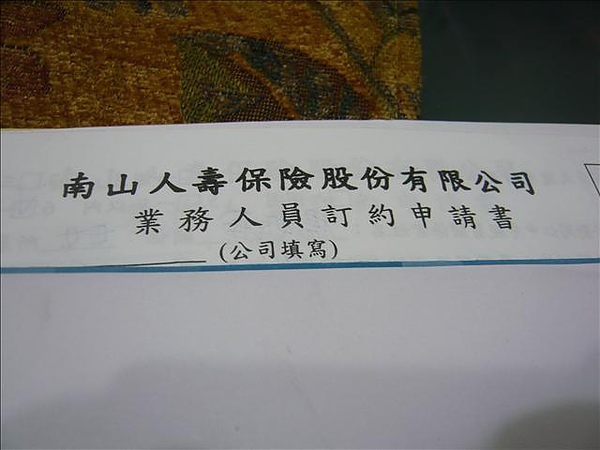 南山人壽保險股份有限公司
業務人員訂約申請書
(公司填寫)